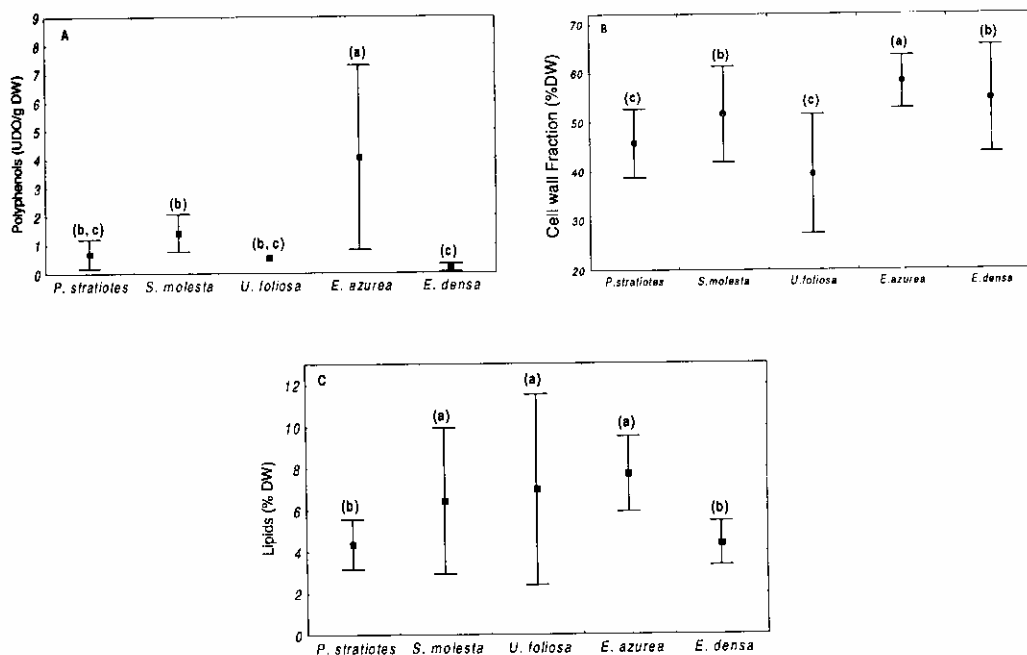 A
Polyphenols (UDO/g DW)
9
8
7
6
5
4
3
2
1
0
(b, c)
(b)
(b, c)
(a)
(c)
P. stratiotes S. molesta U. foliosa E. azurea E. densa
B
Cell wall Fraction (%DW)
70
60
50
40
30
20
(c)
(b)
(c)
(a)
(b)
P.stratiotes S.molesta U.foliosa E.azurea E.densa
C
Lipids (% DW)
12
10
8
6
4
2
0
(b)
(a)
(a)
(a)
(b)
P. stratiotes S. molesta U. foliosa E. azurea E. densa